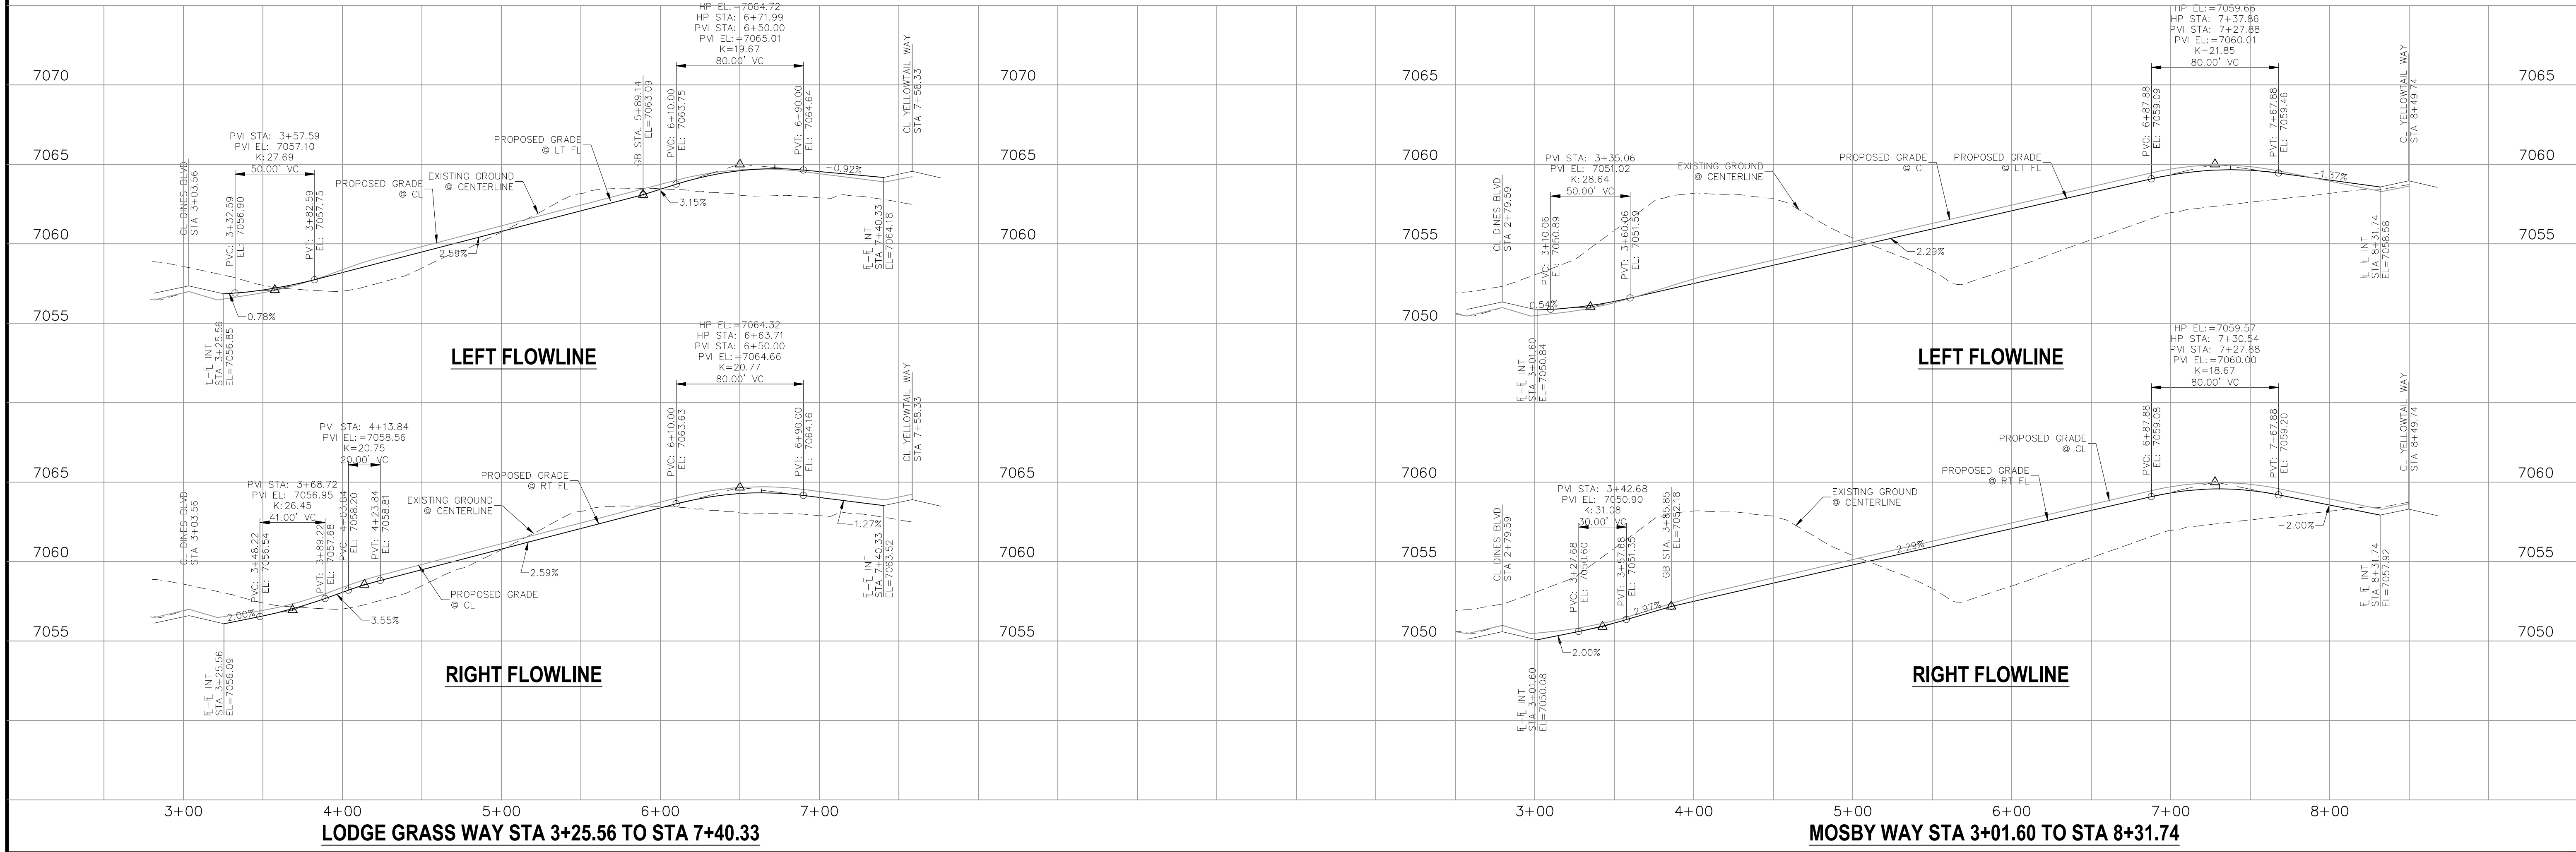 HP EL:=7064.72
HP STA: 6+71.99
PVI STA: 6+50.00
PVI EL:=7065.01
K=19.67
80.00' VC
CL YELLOWTAIL WAY
STA 7+58.33
7070
7070
GB STA. 5+89.14
EL=7063.09
PVC: 6+10.00
EL: 7063.75
PVT: 6+90.00
EL: 7064.64
PVI STA: 3+57.59
PVI EL: 7057.10
K: 27.69
50.00' VC
CL DINES BLVD
STA 3+03.56
PVC: 3+32.59
EL: 7056.90
PVT: 3+82.59
EL: 7057.75
PROPOSED GRADE
@ CL
EXISTING GROUND
@ CENTERLINE
PROPOSED GRADE
@ LT FL
7065
7065
-0.92%
3.15%
2.59%
7060
7060
FL-FL INT
STA 7+40.33
EL=7064.18
0.78%
7055
FL-FL INT
STA 3+25.56
EL=7056.85
LEFT FLOWLINE
HP EL:=7064.32
HP STA: 6+63.71
PVI STA: 6+50.00
PVI EL:=7064.66
K=20.77
80.00' VC
CL YELLOWTAIL WAY
STA 7+58.33
PVC: 6+10.00
EL: 7063.63
PVT: 6+90.00
EL: 7064.16
PVI STA: 4+13.84
PVI EL:=7058.56
K=20.75
20.00' VC
PVI STA: 3+68.72
PVI EL: 7056.95
K: 26.45
41.00' VC
CL DINES BLVD
STA 3+03.56
PVC: 3+48.22
EL: 7056.54
PVT: 3+89.22
EL: 7057.68
PVC: 4+03.84
EL: 7058.20
PVT: 4+23.84
EL: 7058.81
7065
7065
PROPOSED GRADE
@ RT FL
EXISTING GROUND
@ CENTERLINE
-1.27%
7060
7060
2.59%
PROPOSED GRADE
@ CL
FL-FL INT
STA 7+40.33
EL=7063.52
2.00%
3.55%
7055
7055
FL-FL INT
STA 3+25.56
EL=7056.09
RIGHT FLOWLINE
3+00
4+00
5+00
6+00
7+00
LODGE GRASS WAY STA 3+25.56 TO STA 7+40.33
HP EL:=7059.66
HP STA: 7+37.86
PVI STA: 7+27.88
PVI EL:=7060.01
K=21.85
80.00' VC
CL YELLOWTAIL WAY
STA 8+49.74
7065
7065
PVC: 6+87.88
EL: 7059.09
PVT: 7+67.88
EL: 7059.46
PVI STA: 3+35.06
PVI EL: 7051.02
K: 28.64
50.00' VC
CL DINES BLVD
STA 2+79.59
PVC: 3+10.06
EL: 7050.89
PVT: 3+60.06
EL: 7051.59
EXISTING GROUND
@ CENTERLINE
PROPOSED GRADE
@ CL
PROPOSED GRADE
@ LT FL
7060
7060
-1.37%
7055
7055
2.29%
FL-FL INT
STA 8+31.74
EL=7058.58
0.54%
7050
7050
FL-FL INT
STA 3+01.60
EL=7050.84
LEFT FLOWLINE
HP EL:=7059.57
HP STA: 7+30.54
PVI STA: 7+27.88
PVI EL:=7060.00
K=18.67
80.00' VC
CL YELLOWTAIL WAY
STA 8+49.74
PVC: 6+87.88
EL: 7059.08
PVT: 7+67.88
EL: 7059.20
PVI STA: 3+42.68
PVI EL: 7050.90
K: 31.08
30.00' VC
CL DINES BLVD
STA 2+79.59
PVC: 3+27.68
EL: 7050.60
PVT: 3+57.68
EL: 7051.35
GB STA. 3+85.85
EL=7052.18
PROPOSED GRADE
@ CL
PROPOSED GRADE
@ RT FL
EXISTING GROUND
@ CENTERLINE
7060
7060
-2.00%
7055
7055
2.29%
FL-FL INT
STA 8+31.74
EL=7057.92
2.97%
2.00%
7050
7050
FL-FL INT
STA 3+01.60
EL=7050.08
RIGHT FLOWLINE
3+00
4+00
5+00
6+00
7+00
8+00
MOSBY WAY STA 3+01.60 TO STA 8+31.74